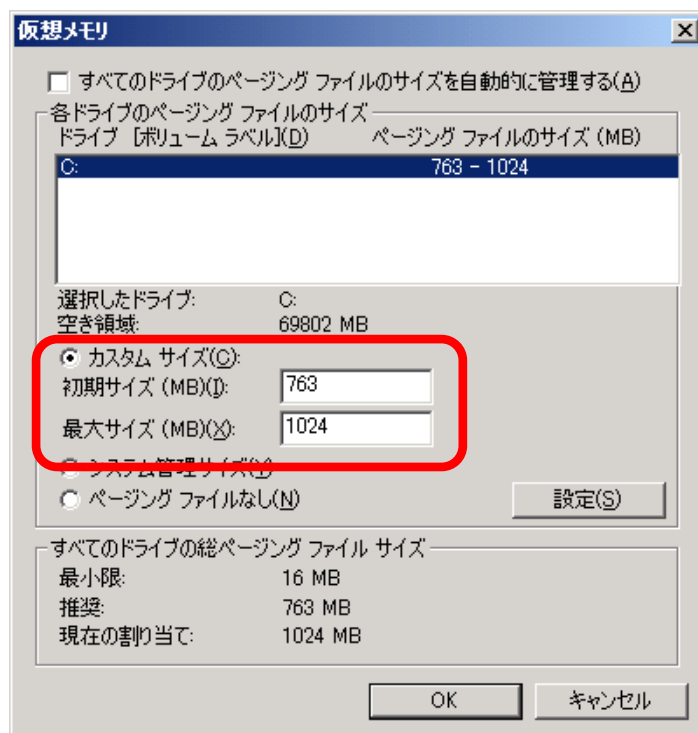 仮想メモリ
すべてのドライブのページング ファイルのサイズを自動的に管理する(A)
各ドライブのページング ファイルのサイズ
ドライブ [ボリューム ラベル](D) ページング ファイルのサイズ (MB)
C: 763 - 1024
選択したドライブ: C:
空き領域: 69802 MB
カスタム サイズ(C):
初期サイズ (MB)(I): 763
最大サイズ (MB)(X): 1024
システム管理サイズ(Y)
ページング ファイルなし(N) 設定(S)
すべてのドライブの総ページング ファイル サイズ
最小限: 16 MB
推奨: 763 MB
現在の割り当て: 1024 MB
OK キャンセル